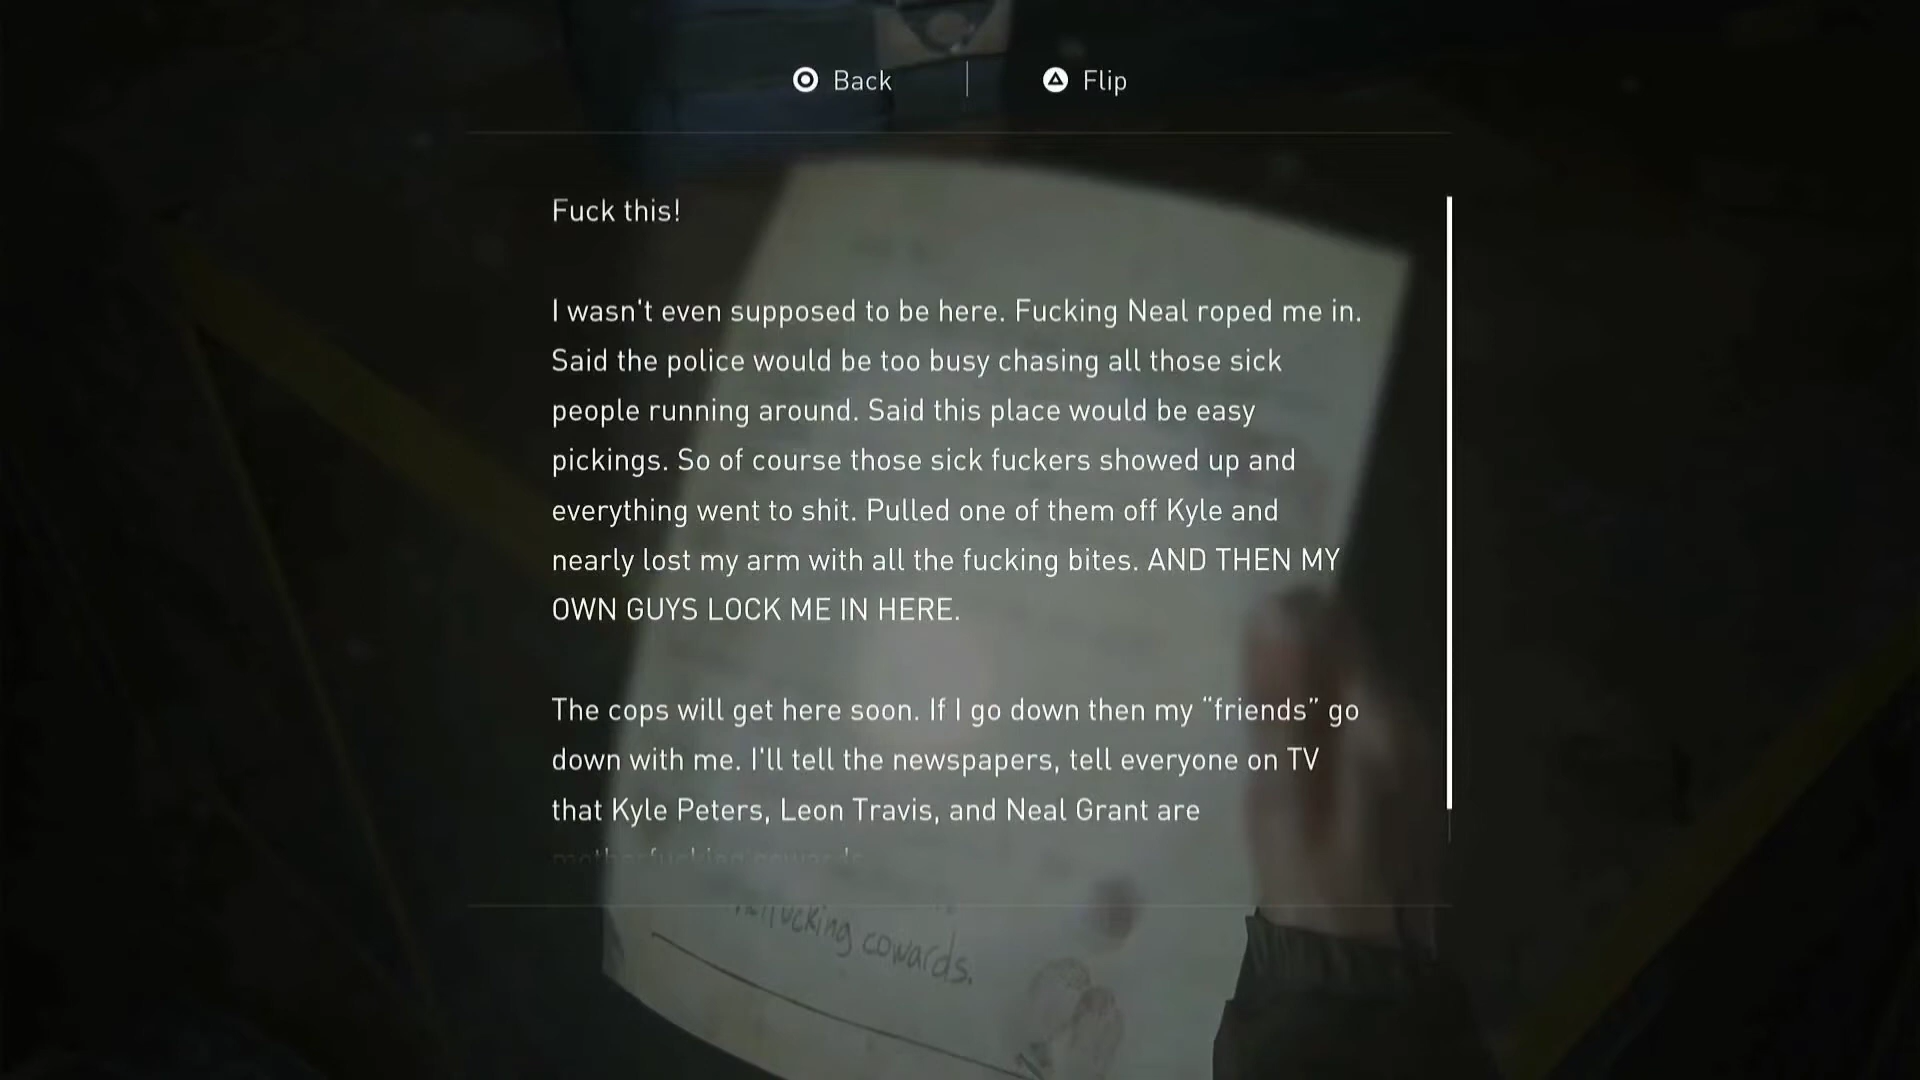 Back | Flip
Fuck this!
I wasn't even supposed to be here. Fucking Neal roped me in.
Said the police would be too busy chasing all those sick
people running around. Said this place would be easy
pickings. So of course those sick fuckers showed up and
everything went to shit. Pulled one of them off Kyle and
nearly lost my arm with all the fucking bites. AND THEN MY
OWN GUYS LOCK ME IN HERE.
The cops will get here soon. If I go down then my “friends” go
down with me. I'll tell the newspapers, tell everyone on TV
that Kyle Peters, Leon Travis, and Neal Grant are
motherfucking cowards.
cowards.